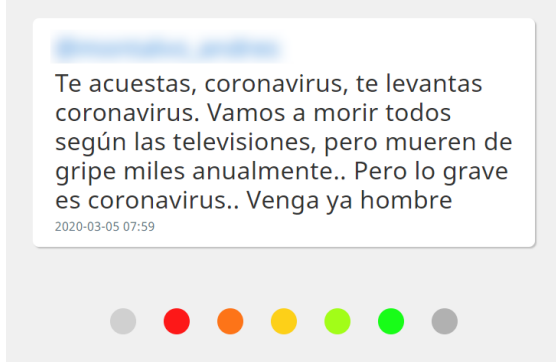 Te acuestas, coronavirus, te levantas
coronavirus. Vamos a morir todos
según las televisiones, pero mueren de
gripe miles anualmente.. Pero lo grave
es coronavirus.. Venga ya hombre
2020-03-05 07:59